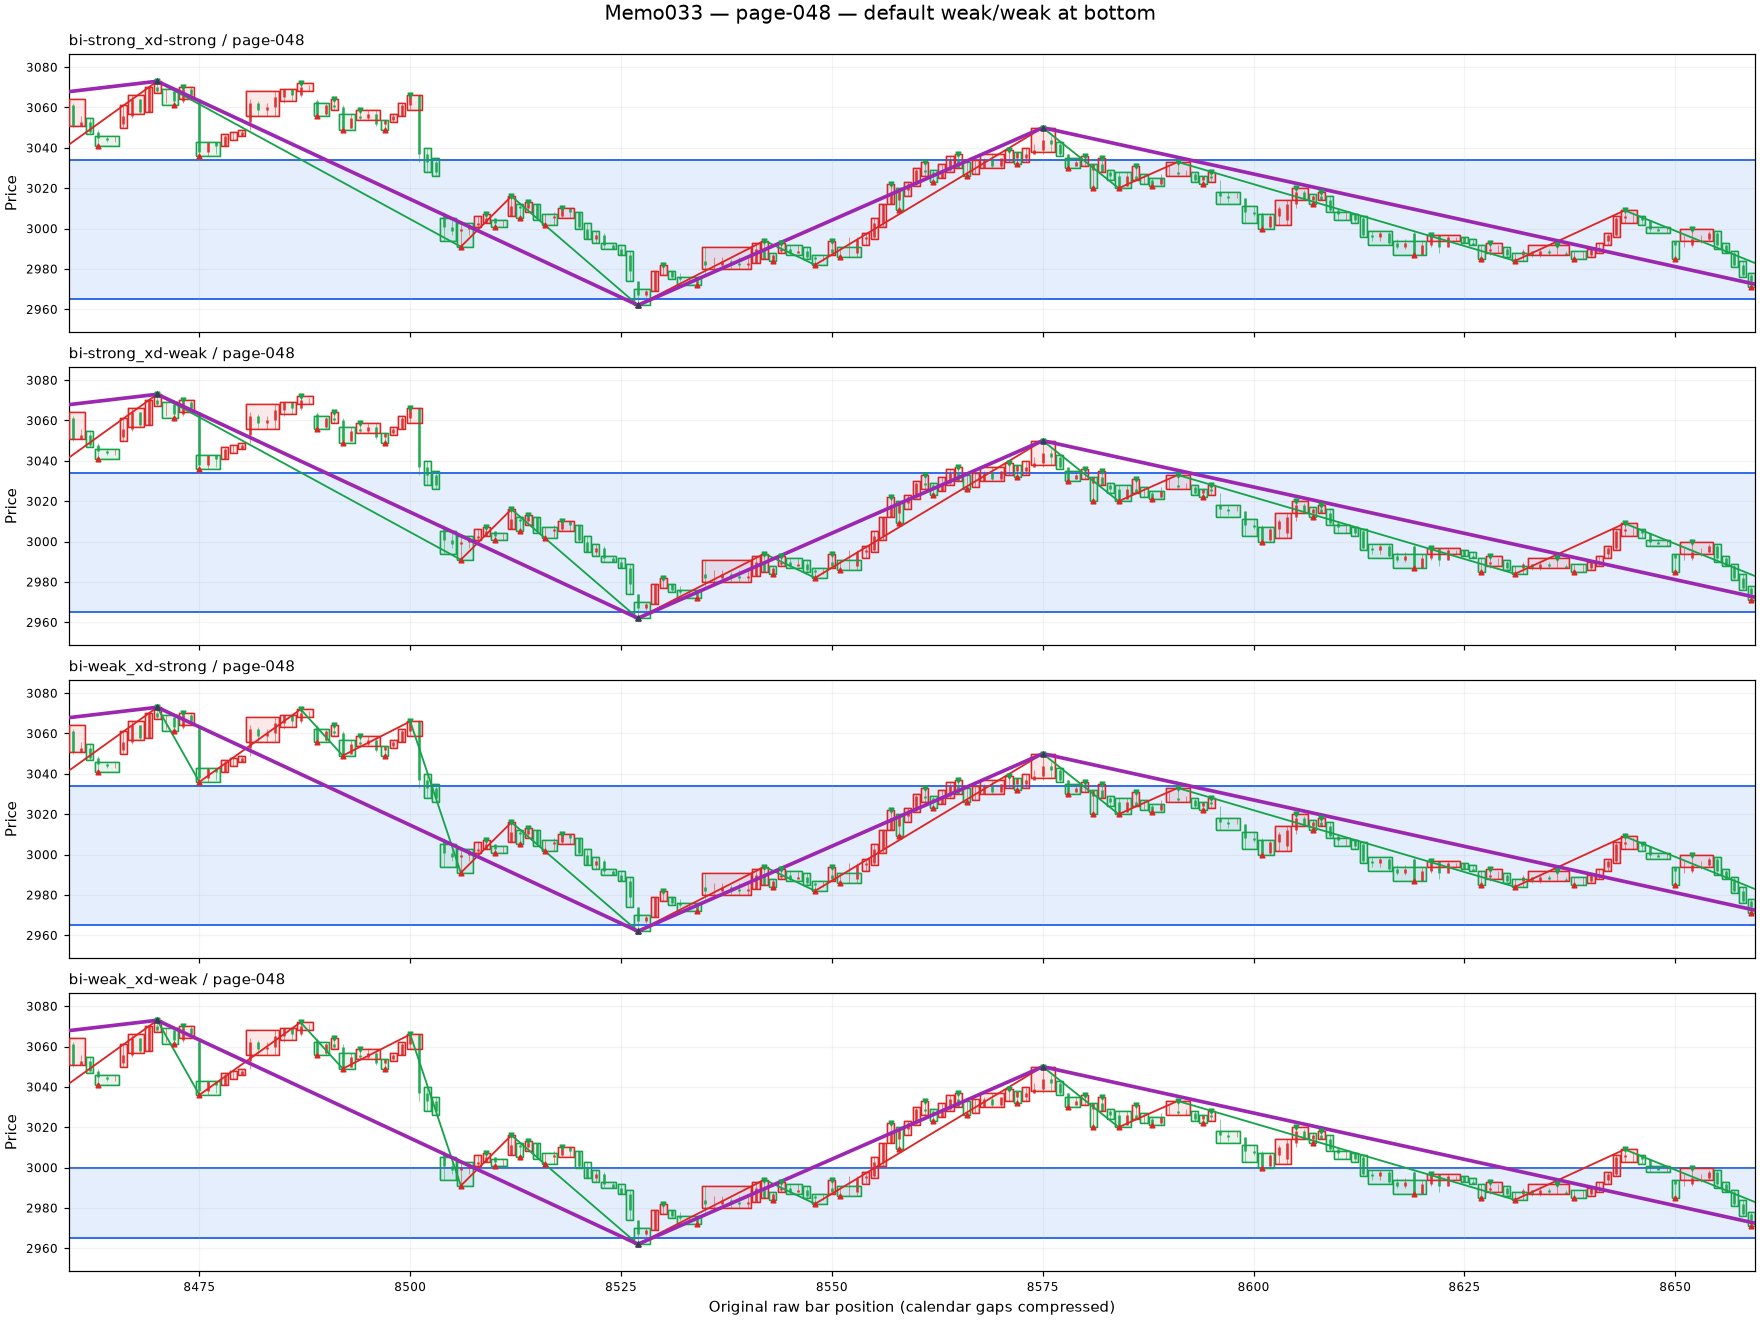 Memo033 — page-048 — default weak/weak at bottom
bi-strong_xd-strong / page-048
3080
3060
3040
3020
3000
2980
2960
Price
bi-strong_xd-weak / page-048
3080
3060
3040
3020
3000
2980
2960
Price
bi-weak_xd-strong / page-048
3080
3060
3040
3020
3000
2980
2960
Price
bi-weak_xd-weak / page-048
3080
3060
3040
3020
3000
2980
2960
Price
8475 8500 8525 8550 8575 8600 8625 8650
Original raw bar position (calendar gaps compressed)